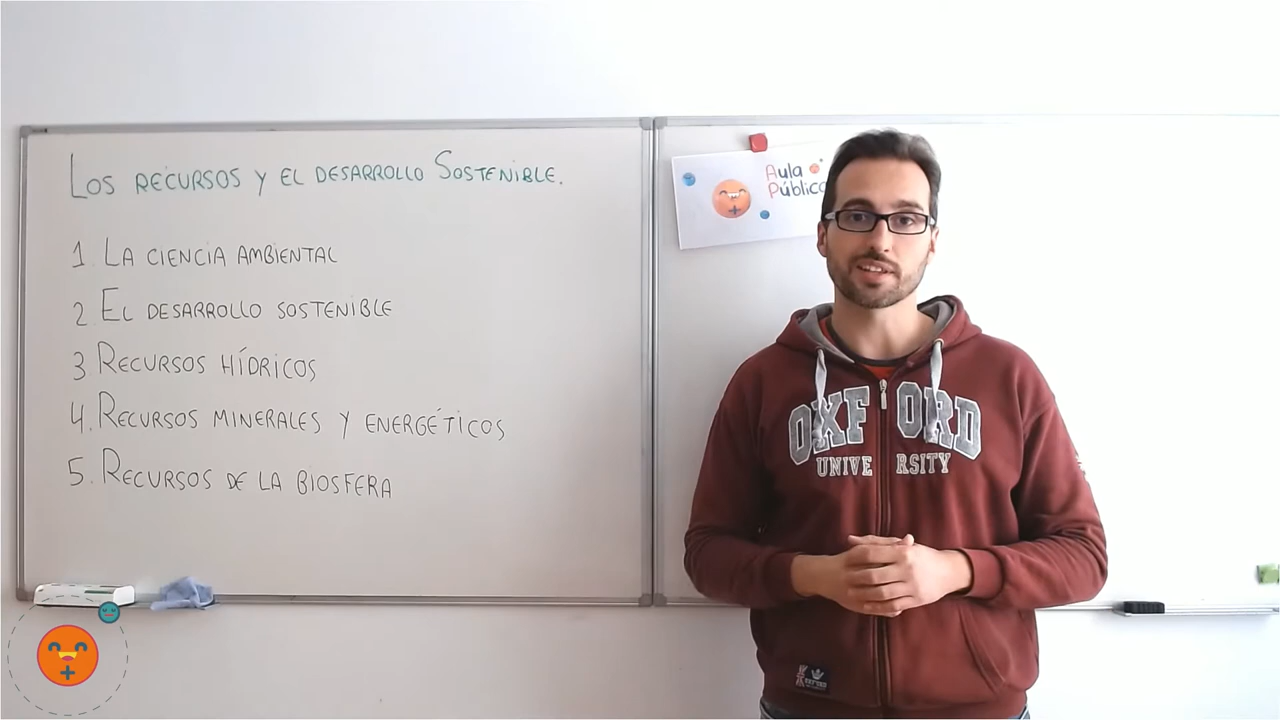 Los recursos y el desarrollo Sostenible.
1. La ciencia ambiental
2. El desarrollo sostenible
3. Recursos hídricos
4. Recursos minerales y energéticos
5. Recursos de la biosfera
Aula
Pública
OXFORD
UNIVERSITY